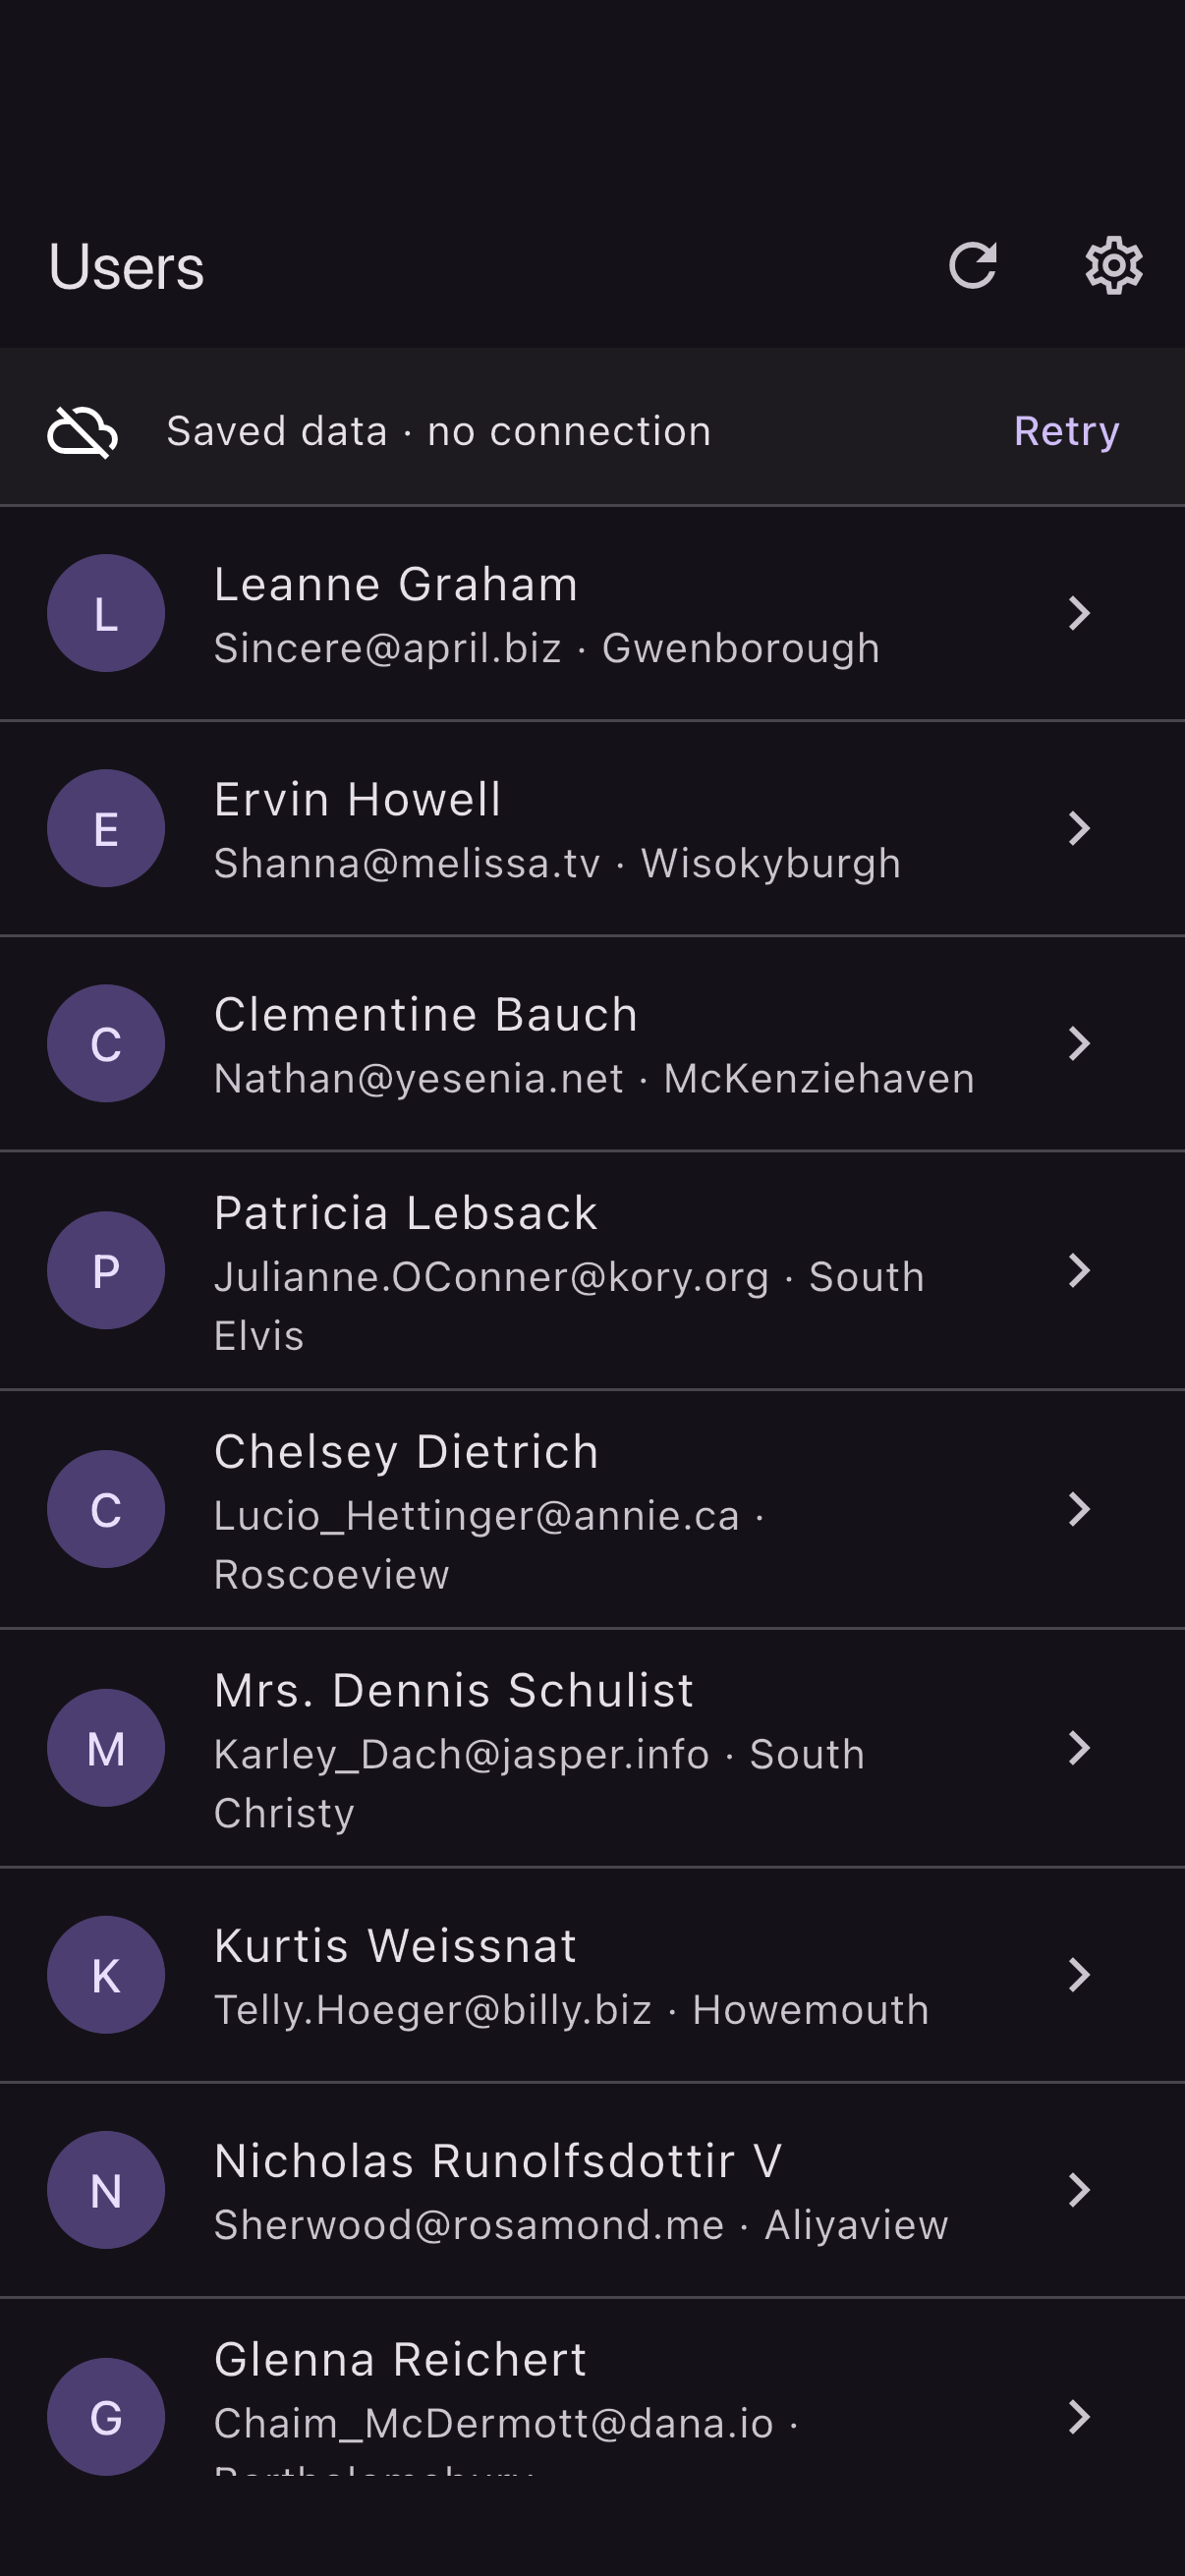 Users
Saved data · no connection
Retry
L
Leanne Graham
Sincere@april.biz · Gwenborough
E
Ervin Howell
Shanna@melissa.tv · Wisokyburgh
C
Clementine Bauch
Nathan@yesenia.net · McKenziehaven
P
Patricia Lebsack
Julianne.OConner@kory.org · South
Elvis
C
Chelsey Dietrich
Lucio_Hettinger@annie.ca ·
Roscoeview
M
Mrs. Dennis Schulist
Karley_Dach@jasper.info · South
Christy
K
Kurtis Weissnat
Telly.Hoeger@billy.biz · Howemouth
N
Nicholas Runolfsdottir V
Sherwood@rosamond.me · Aliyaview
G
Glenna Reichert
Chaim_McDermott@dana.io ·